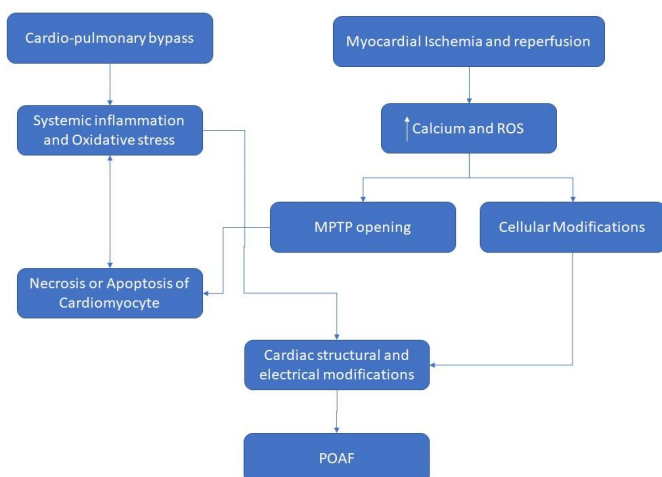 Cardio-pulmonary bypass
Myocardial Ischemia and reperfusion
Systemic inflammation
and Oxidative stress
Calcium and ROS
MPTP opening
Cellular Modifications
Necrosis or Apoptosis of
Cardiomyocyte
Cardiac structural and
electrical modifications
POAF